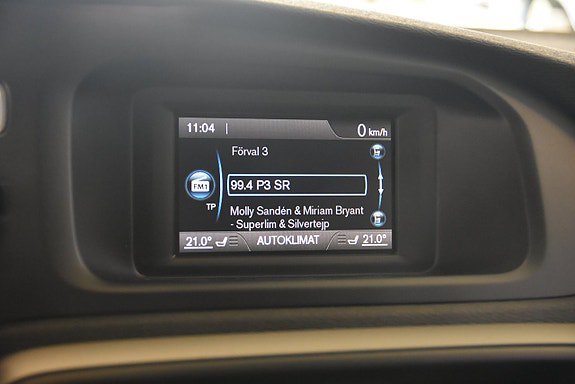 11:04
0 km/h
Förval 3
FM1
99.4 P3 SR
TP
Molly Sandén & Miriam Bryant
- Superlim & Silvertejp
21.0° AUTOKLIMAT 21.0°